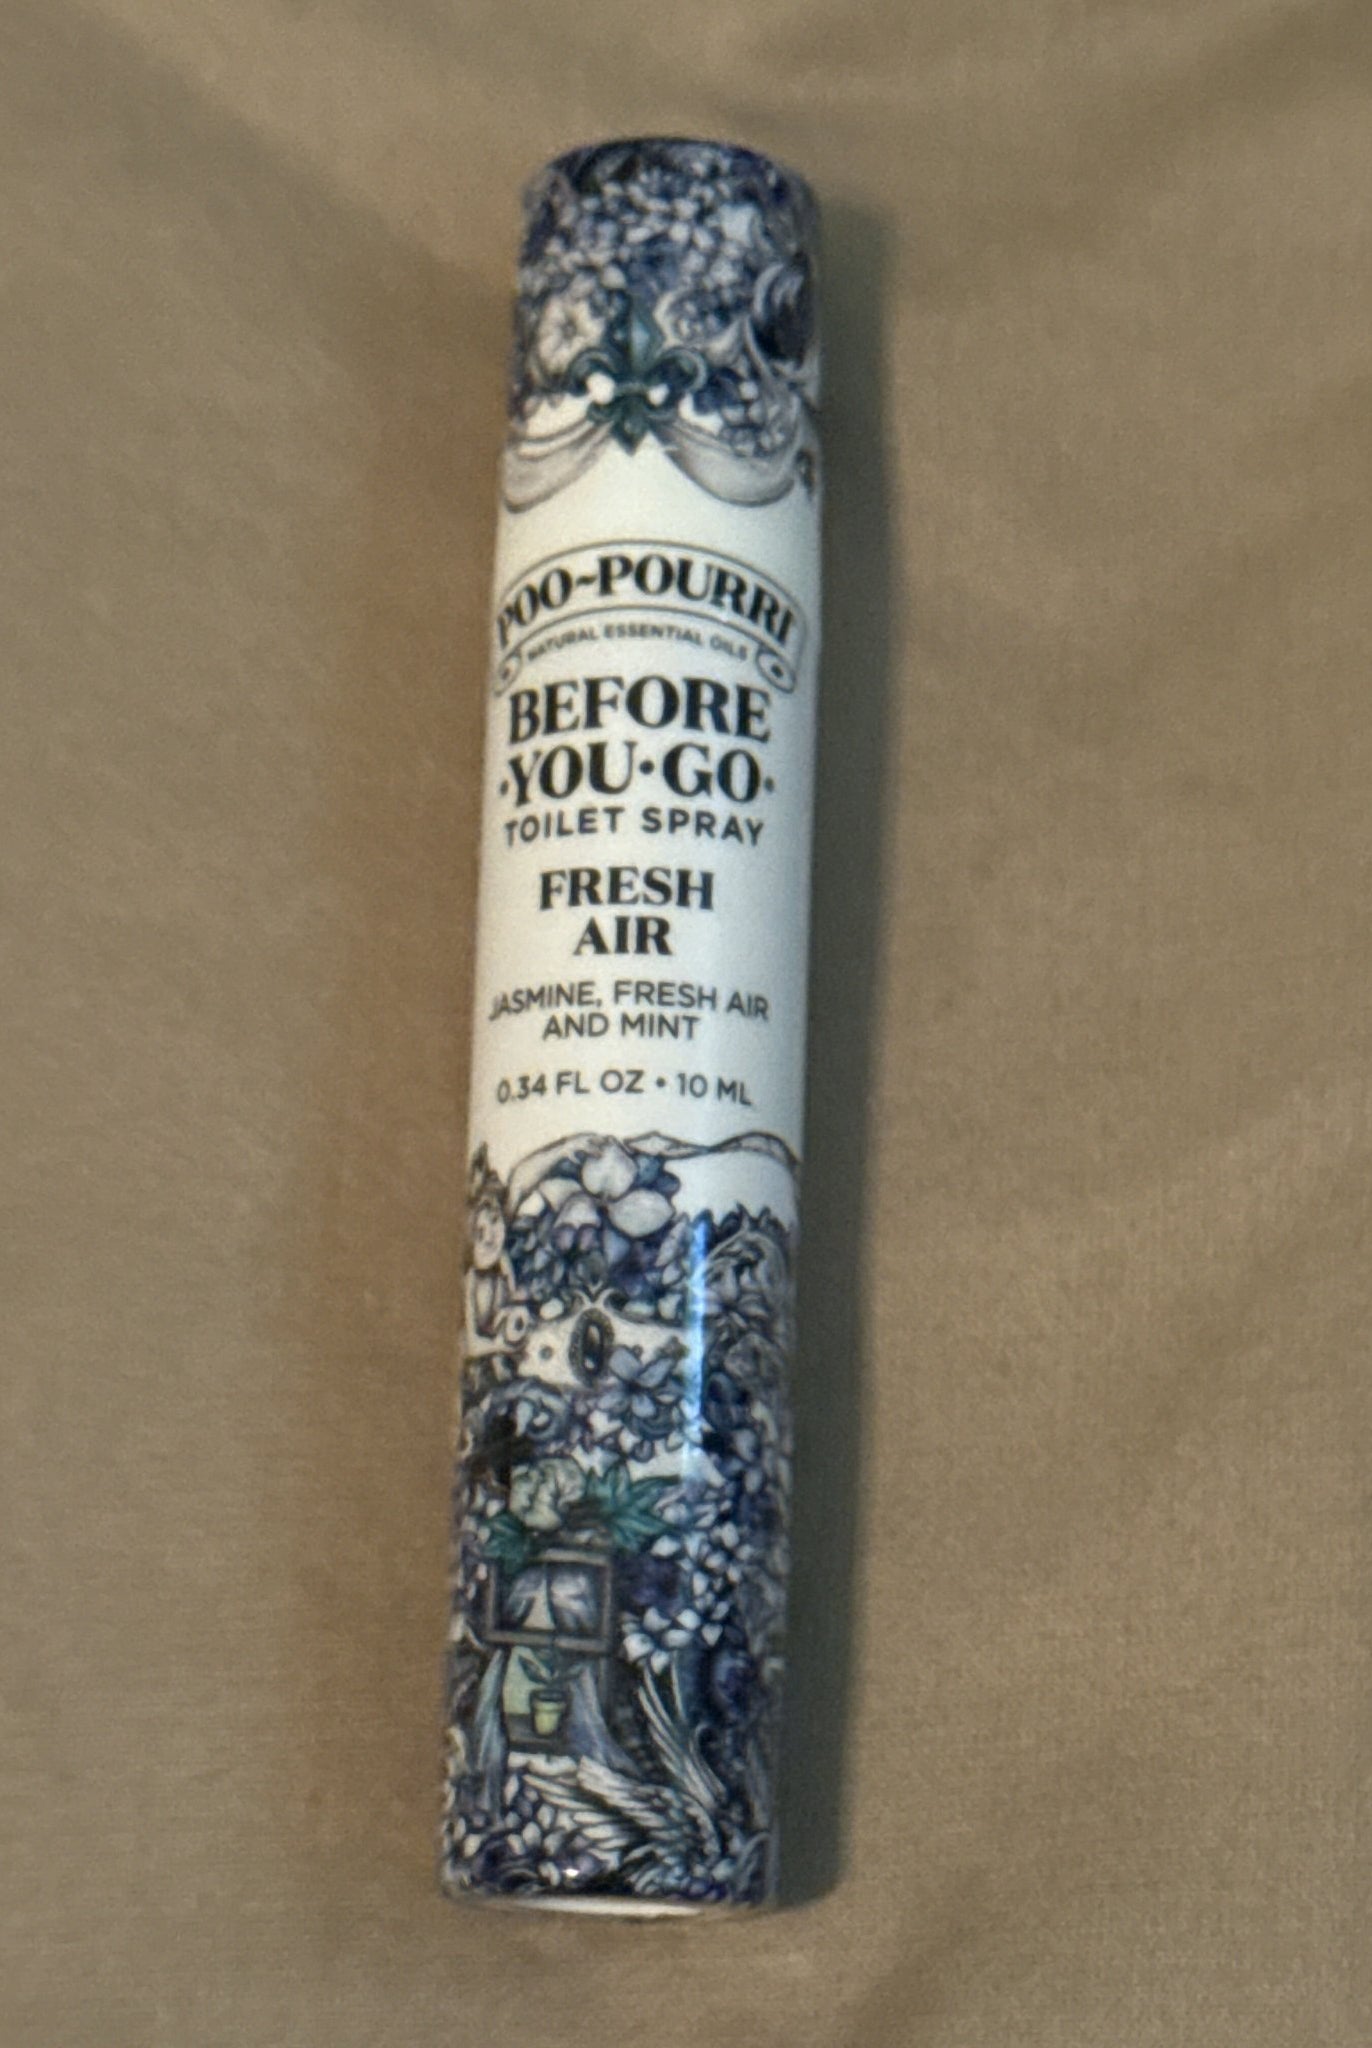 POO~POURRI
NATURAL ESSENTIAL OILS
BEFORE
·YOU·GO·
TOILET SPRAY
FRESH
AIR
JASMINE, FRESH AIR
AND MINT
0.34 FL OZ • 10 ML